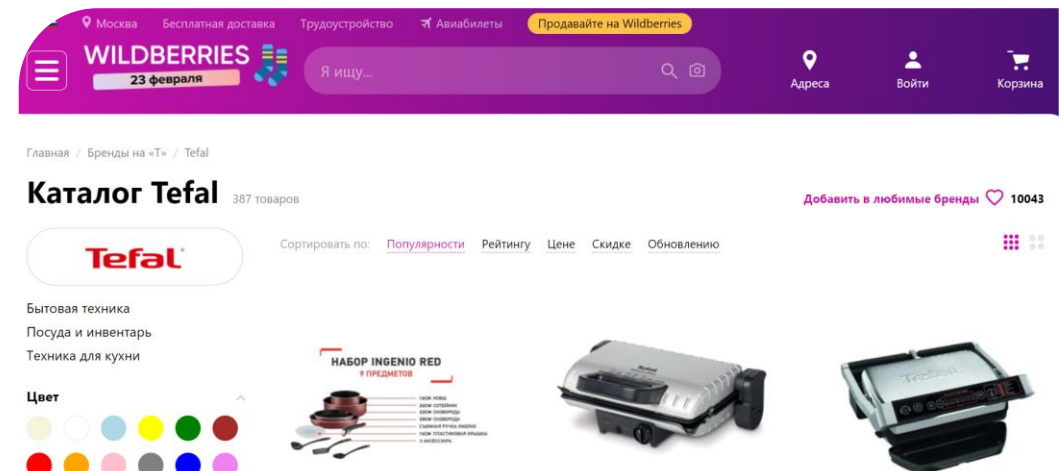 Москва Бесплатная доставка Трудоустройство Авиабилеты Продавайте на Wildberries
WILDBERRIES
23 февраля
Я ищу...
Адреса Войти Корзина
Главная / Бренды на «Т» / Tefal
Каталог Tefal 387 товаров
Добавить в любимые бренды 10043
Tefal
Сортировать по: Популярности Рейтингу Цене Скидке Обновлению
Бытовая техника
Посуда и инвентарь
Техника для кухни
Цвет
НАБОР INGENIO RED
9 ПРЕДМЕТОВ
Tefal